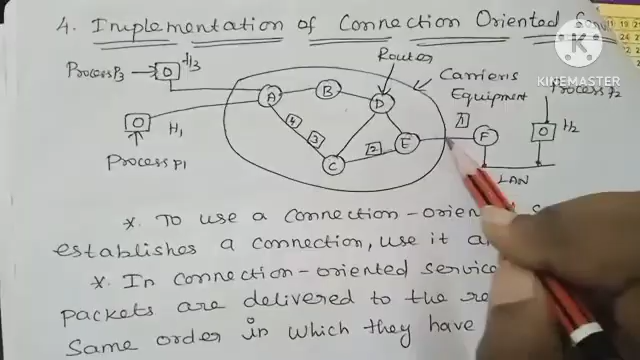 4. Implementation of Connection Oriented
KINEMASTER
Process P3 H3
Router
Carrier's Equipment
Process P2
A B D E C F
4 3 2 1
H1 H2
Process P1
LAN
* To use a connection-orien
establishes a connection, use it a
* In connection-oriented service
packets are delivered to the re
Same order in which they have